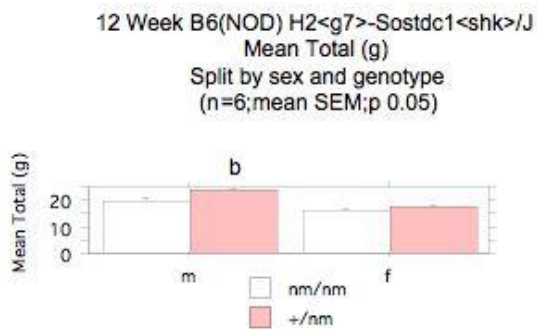 12 Week B6(NOD) H2<g7>-Sostdc1<shk>/J
Mean Total (g)
Split by sex and genotype
(n=6;mean SEM;p 0.05)
b
Mean Total (g)
20
10
0
m f
nm/nm
+/nm